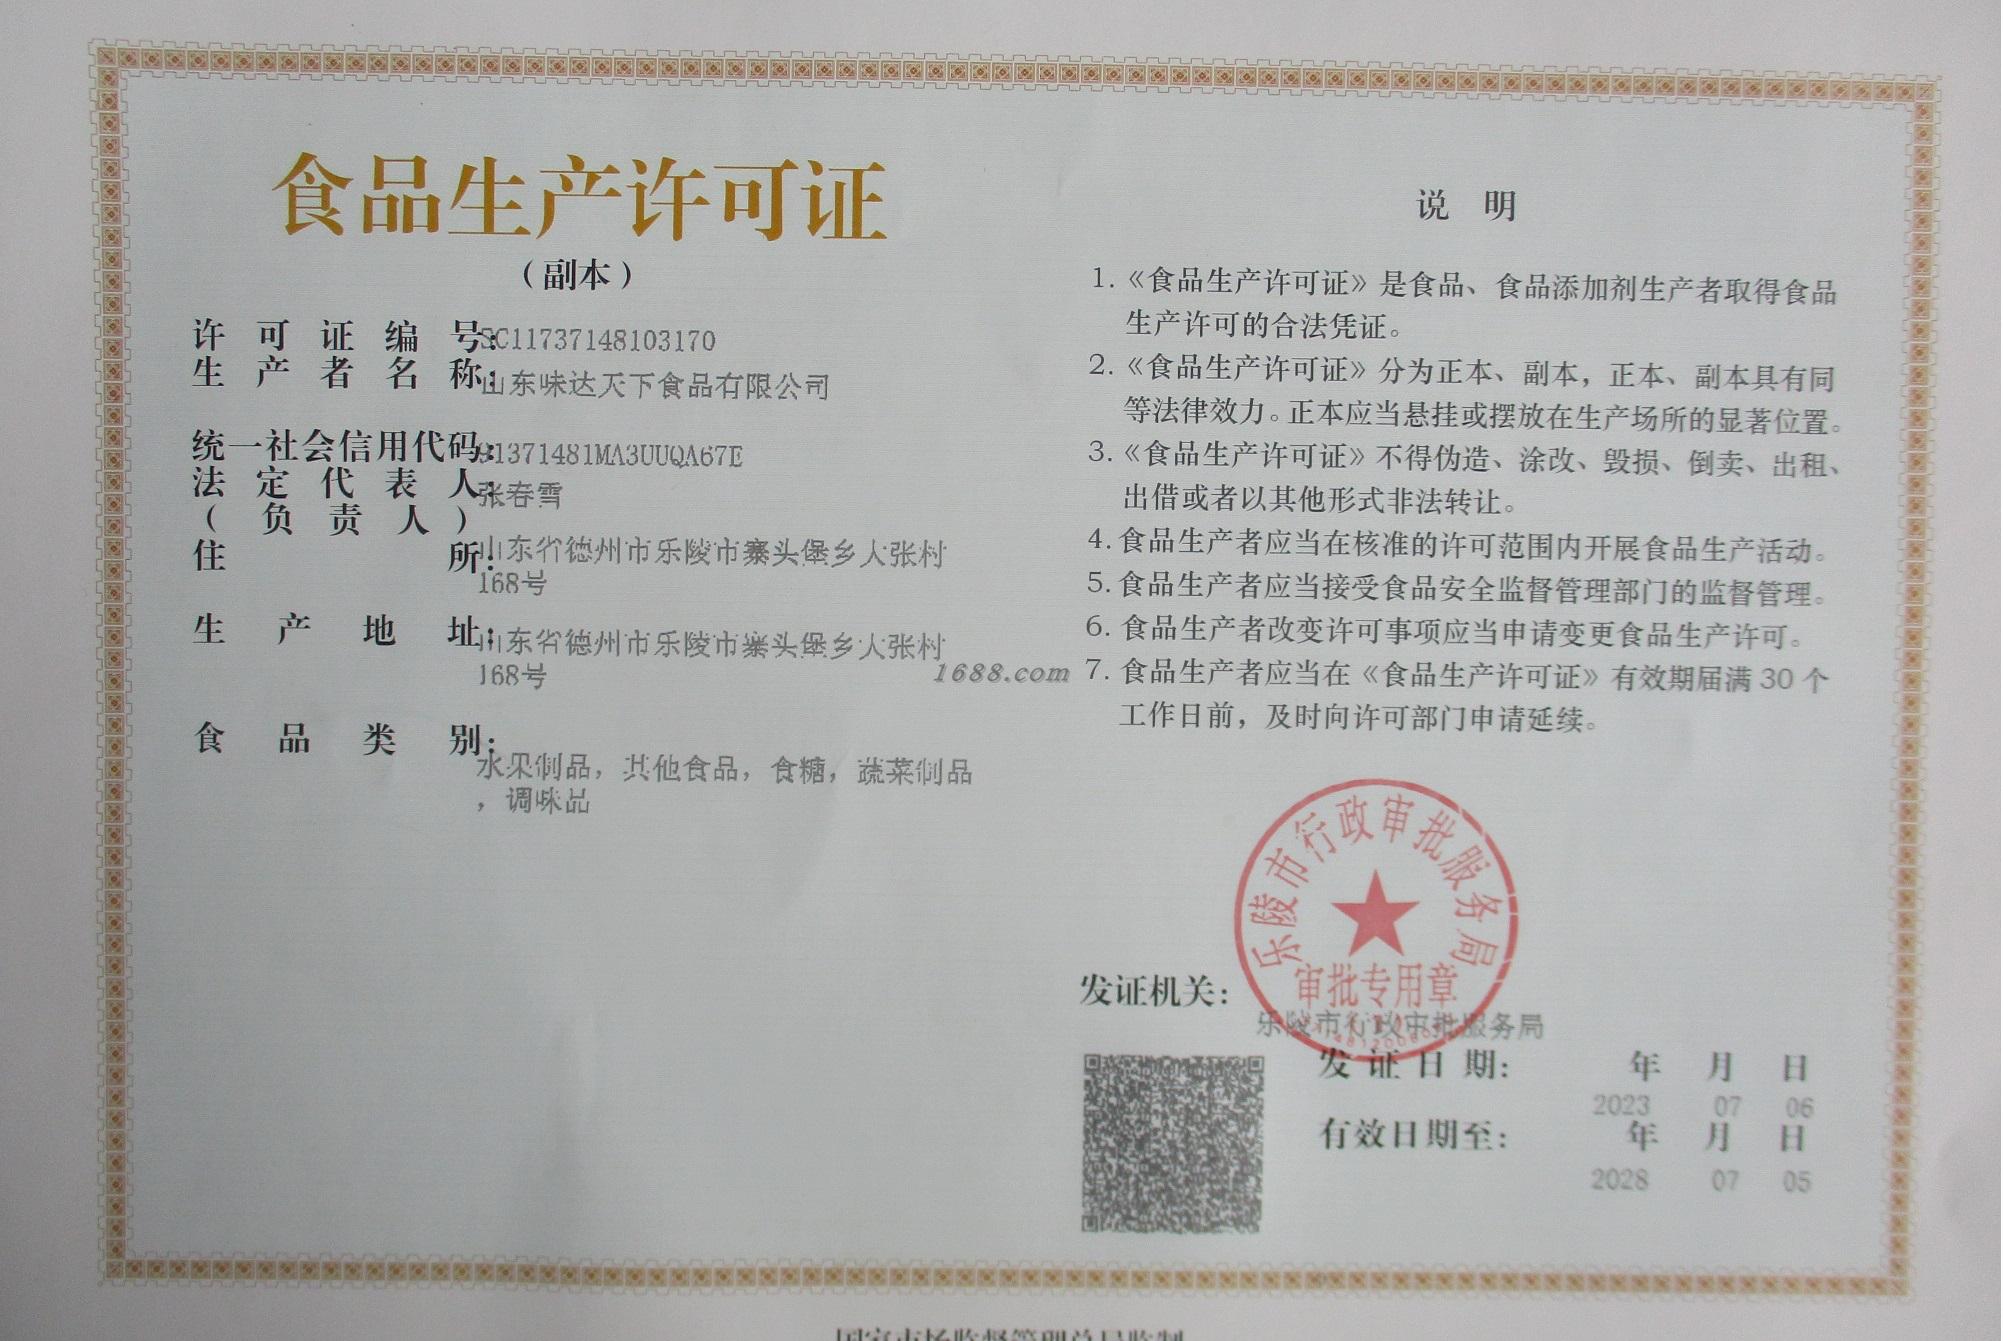 食品生产许可证
（副本）
许可证编号：SC11737148103170
生产者名称：山东味达天下食品有限公司
统一社会信用代码：91371481MA3UUQA67E
法定代表人：张春雪
（负责人）
住所：山东省德州市乐陵市寨头堡乡大张村
168号
生产地址：山东省德州市乐陵市寨头堡乡大张村
168号
食品类别：
水果制品，其他食品，食糖，蔬菜制品
，调味品
1688.com
说 明
1.《食品生产许可证》是食品、食品添加剂生产者取得食品
生产许可的合法凭证。
2.《食品生产许可证》分为正本、副本，正本、副本具有同
等法律效力。正本应当悬挂或摆放在生产场所的显著位置。
3.《食品生产许可证》不得伪造、涂改、毁损、倒卖、出租、
出借或者以其他形式非法转让。
4.食品生产者应当在核准的许可范围内开展食品生产活动。
5.食品生产者应当接受食品安全监督管理部门的监督管理。
6.食品生产者改变许可事项应当申请变更食品生产许可。
7.食品生产者应当在《食品生产许可证》有效期届满30个
工作日前，及时向许可部门申请延续。
乐陵市行政审批服务局
审批专用章
发证机关：
乐陵市行政审批服务局
发证日期： 年 月 日
2023 07 06
有效日期至： 年 月 日
2028 07 05
国家市场监督管理总局监制